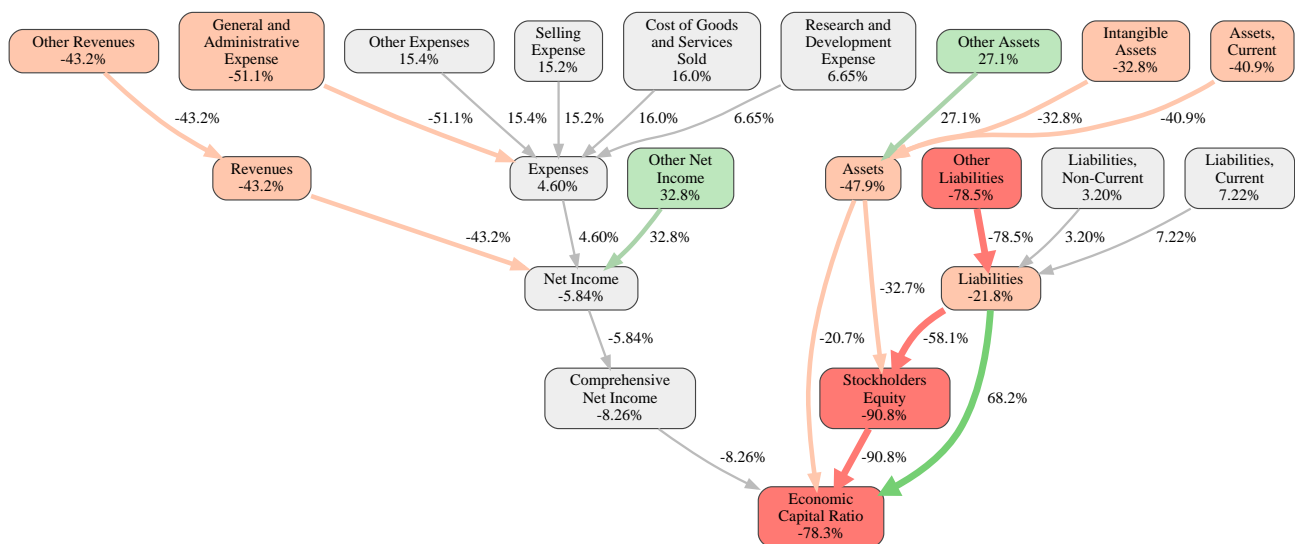 Other Revenues
-43.2%
General and
Administrative
Expense
-51.1%
Other Expenses
15.4%
Selling
Expense
15.2%
Cost of Goods
and Services
Sold
16.0%
Research and
Development
Expense
6.65%
Other Assets
27.1%
Intangible
Assets
-32.8%
Assets,
Current
-40.9%
-43.2%
-51.1%
15.4%
15.2%
16.0%
6.65%
27.1%
-32.8%
-40.9%
Revenues
-43.2%
Expenses
4.60%
Other Net
Income
32.8%
Assets
-47.9%
Other
Liabilities
-78.5%
Liabilities,
Non-Current
3.20%
Liabilities,
Current
7.22%
-43.2%
4.60%
32.8%
-78.5%
3.20%
7.22%
Net Income
-5.84%
-32.7%
Liabilities
-21.8%
-5.84%
-20.7%
-58.1%
Comprehensive
Net Income
-8.26%
Stockholders
Equity
-90.8%
68.2%
-8.26%
-90.8%
Economic
Capital Ratio
-78.3%